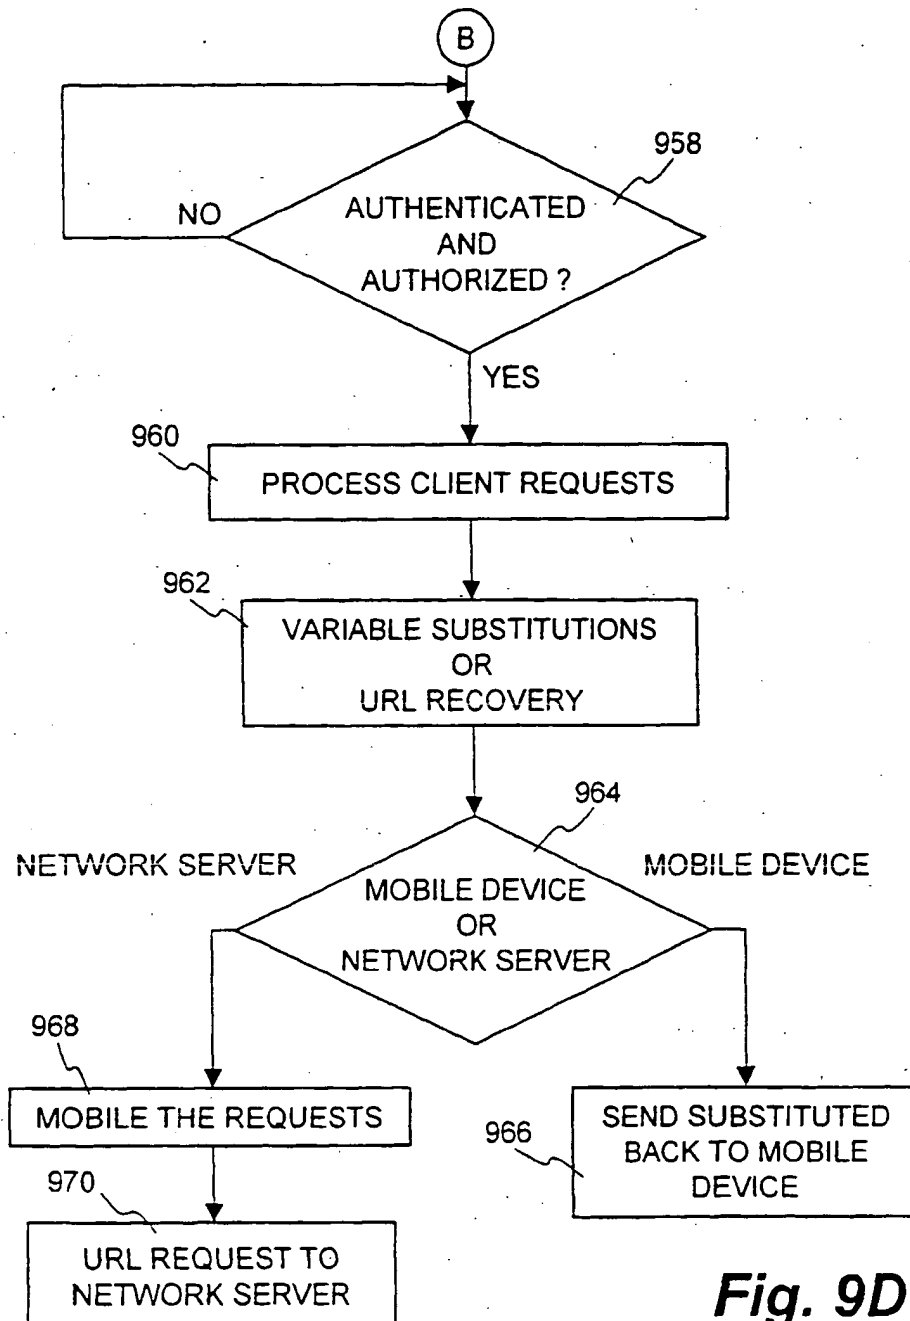 B
958
NO
AUTHENTICATED
AND
AUTHORIZED ?
YES
960
PROCESS CLIENT REQUESTS
962
VARIABLE SUBSTITUTIONS
OR
URL RECOVERY
964
NETWORK SERVER
MOBILE DEVICE
MOBILE DEVICE
OR
NETWORK SERVER
968
MOBILE THE REQUESTS
966
SEND SUBSTITUTED
BACK TO MOBILE
DEVICE
970
URL REQUEST TO
NETWORK SERVER
Fig. 9D